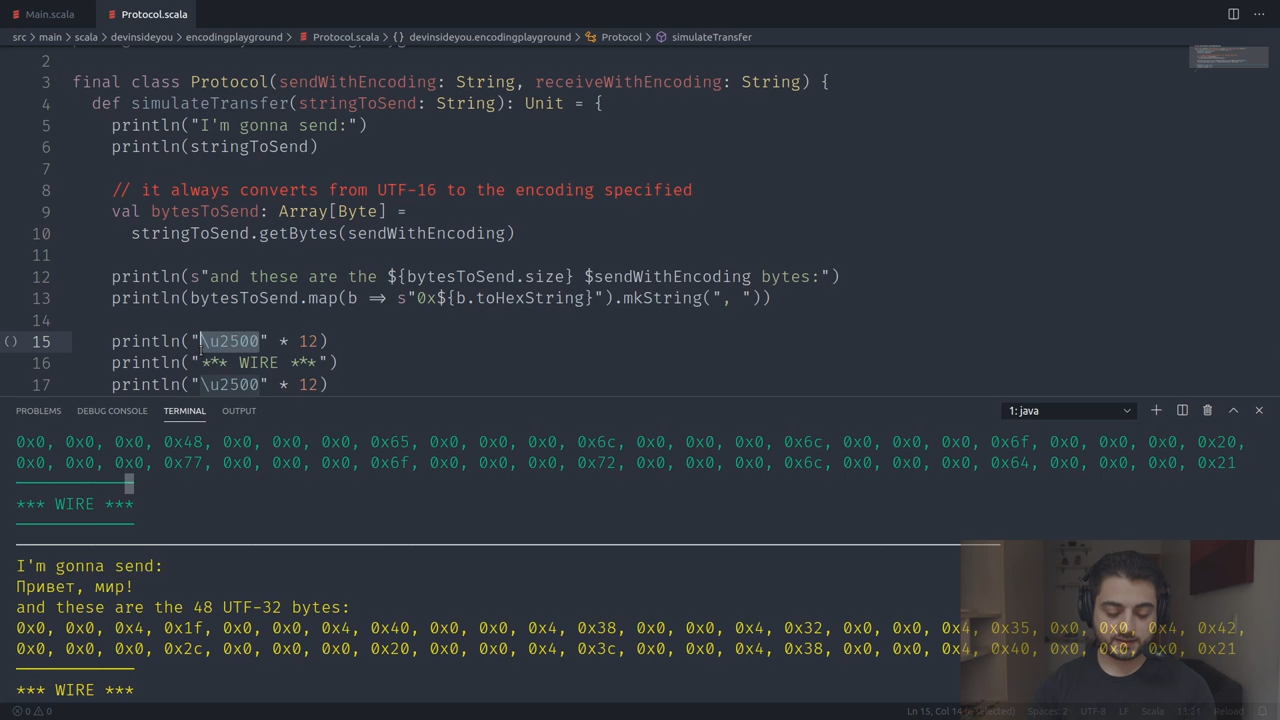 Main.scala
Protocol.scala
src > main > scala > devinsideyou > encodingplayground > Protocol.scala > {} devinsideyou.encodingplayground > Protocol > simulateTransfer
2
3 final class Protocol(sendWithEncoding: String, receiveWithEncoding: String) {
4 def simulateTransfer(stringToSend: String): Unit = {
5 println("I'm gonna send:")
6 println(stringToSend)
7
8 // it always converts from UTF-16 to the encoding specified
9 val bytesToSend: Array[Byte] =
10 stringToSend.getBytes(sendWithEncoding)
11
12 println(s"and these are the ${bytesToSend.size} $sendWithEncoding bytes:")
13 println(bytesToSend.map(b => s"0x${b.toHexString}").mkString(", "))
14
() 15 println("\u2500" * 12)
16 println("*** WIRE ***")
17 println("\u2500" * 12)
PROBLEMS DEBUG CONSOLE TERMINAL OUTPUT 1: java
0x0, 0x0, 0x0, 0x48, 0x0, 0x0, 0x0, 0x65, 0x0, 0x0, 0x0, 0x6c, 0x0, 0x0, 0x0, 0x6c, 0x0, 0x0, 0x0, 0x6f, 0x0, 0x0, 0x0, 0x20,
0x0, 0x0, 0x0, 0x77, 0x0, 0x0, 0x0, 0x6f, 0x0, 0x0, 0x0, 0x72, 0x0, 0x0, 0x0, 0x6c, 0x0, 0x0, 0x0, 0x64, 0x0, 0x0, 0x0, 0x21
────────────
*** WIRE ***
────────────
I'm gonna send:
Привет, мир!
and these are the 48 UTF-32 bytes:
0x0, 0x0, 0x4, 0x1f, 0x0, 0x0, 0x4, 0x40, 0x0, 0x0, 0x4, 0x38, 0x0, 0x0, 0x4, 0x32, 0x0, 0x0, 0x4, 0x35, 0x0, 0x0, 0x4, 0x42,
0x0, 0x0, 0x0, 0x2c, 0x0, 0x0, 0x0, 0x20, 0x0, 0x0, 0x4, 0x3c, 0x0, 0x0, 0x4, 0x38, 0x0, 0x0, 0x4, 0x40, 0x0, 0x0, 0x0, 0x21
────────────
*** WIRE ***
0 0 Ln 15, Col 14 (6 selected) Spaces: 2 UTF-8 LF Scala 13:21 Reload